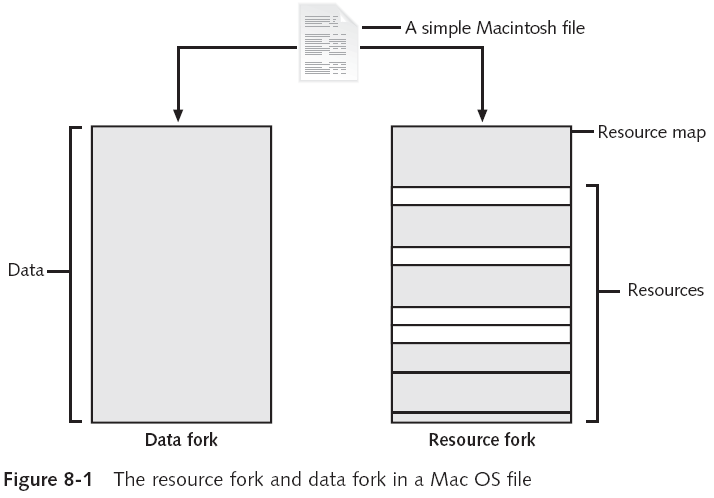 A simple Macintosh file
Resource map
Data
Resources
Data fork
Resource fork
Figure 8-1 The resource fork and data fork in a Mac OS file